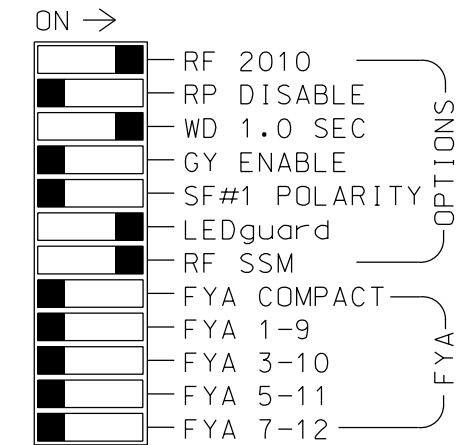 ON →
RF 2010
RP DISABLE
WD 1.0 SEC
GY ENABLE
SF#1 POLARITY
LEDguard
RF SSM
OPTIONS
FYA COMPACT
FYA 1-9
FYA 3-10
FYA 5-11
FYA 7-12
FYA